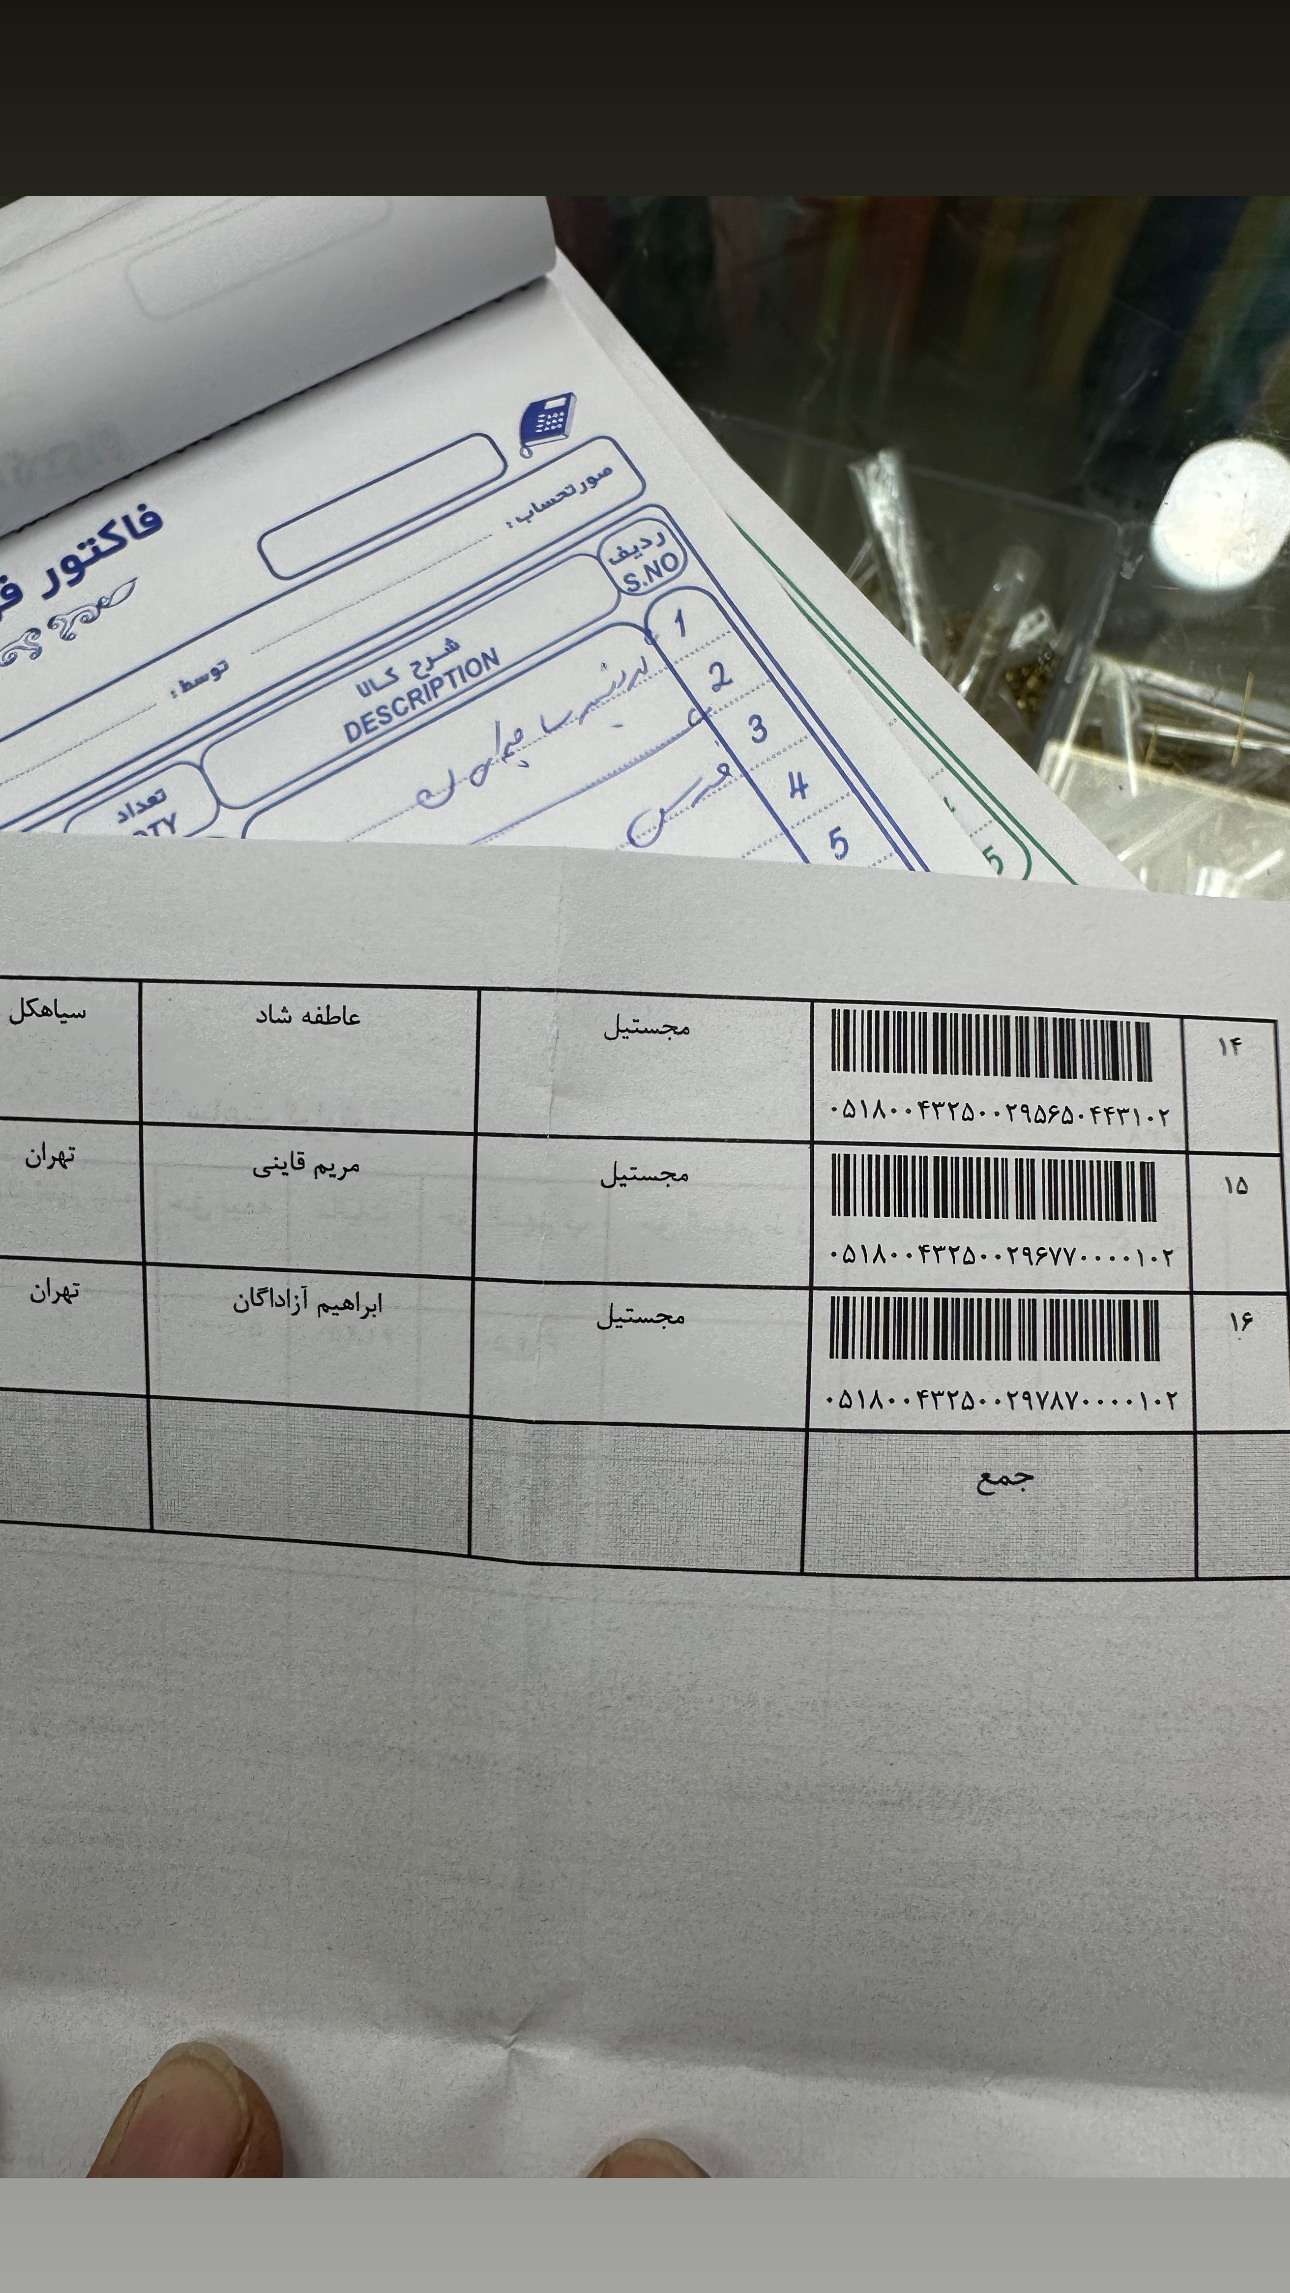 فاکتور
صورتحساب :
توسط :
ردیف
S.NO
شرح کالا
DESCRIPTION
تعداد
1
2
3
4
5
5
۱۴ ۰۵۱۸۰۰۴۳۲۵۰۰۲۹۵۶۵۰۴۴۳۱۰۲ مجستیل عاطفه شاد سیاهکل
۱۵ ۰۵۱۸۰۰۴۳۲۵۰۰۲۹۶۷۷۰۰۰۰۱۰۲ مجستیل مریم قاینی تهران
۱۶ ۰۵۱۸۰۰۴۳۲۵۰۰۲۹۷۸۷۰۰۰۰۱۰۲ مجستیل ابراهیم آزاداگان تهران
جمع